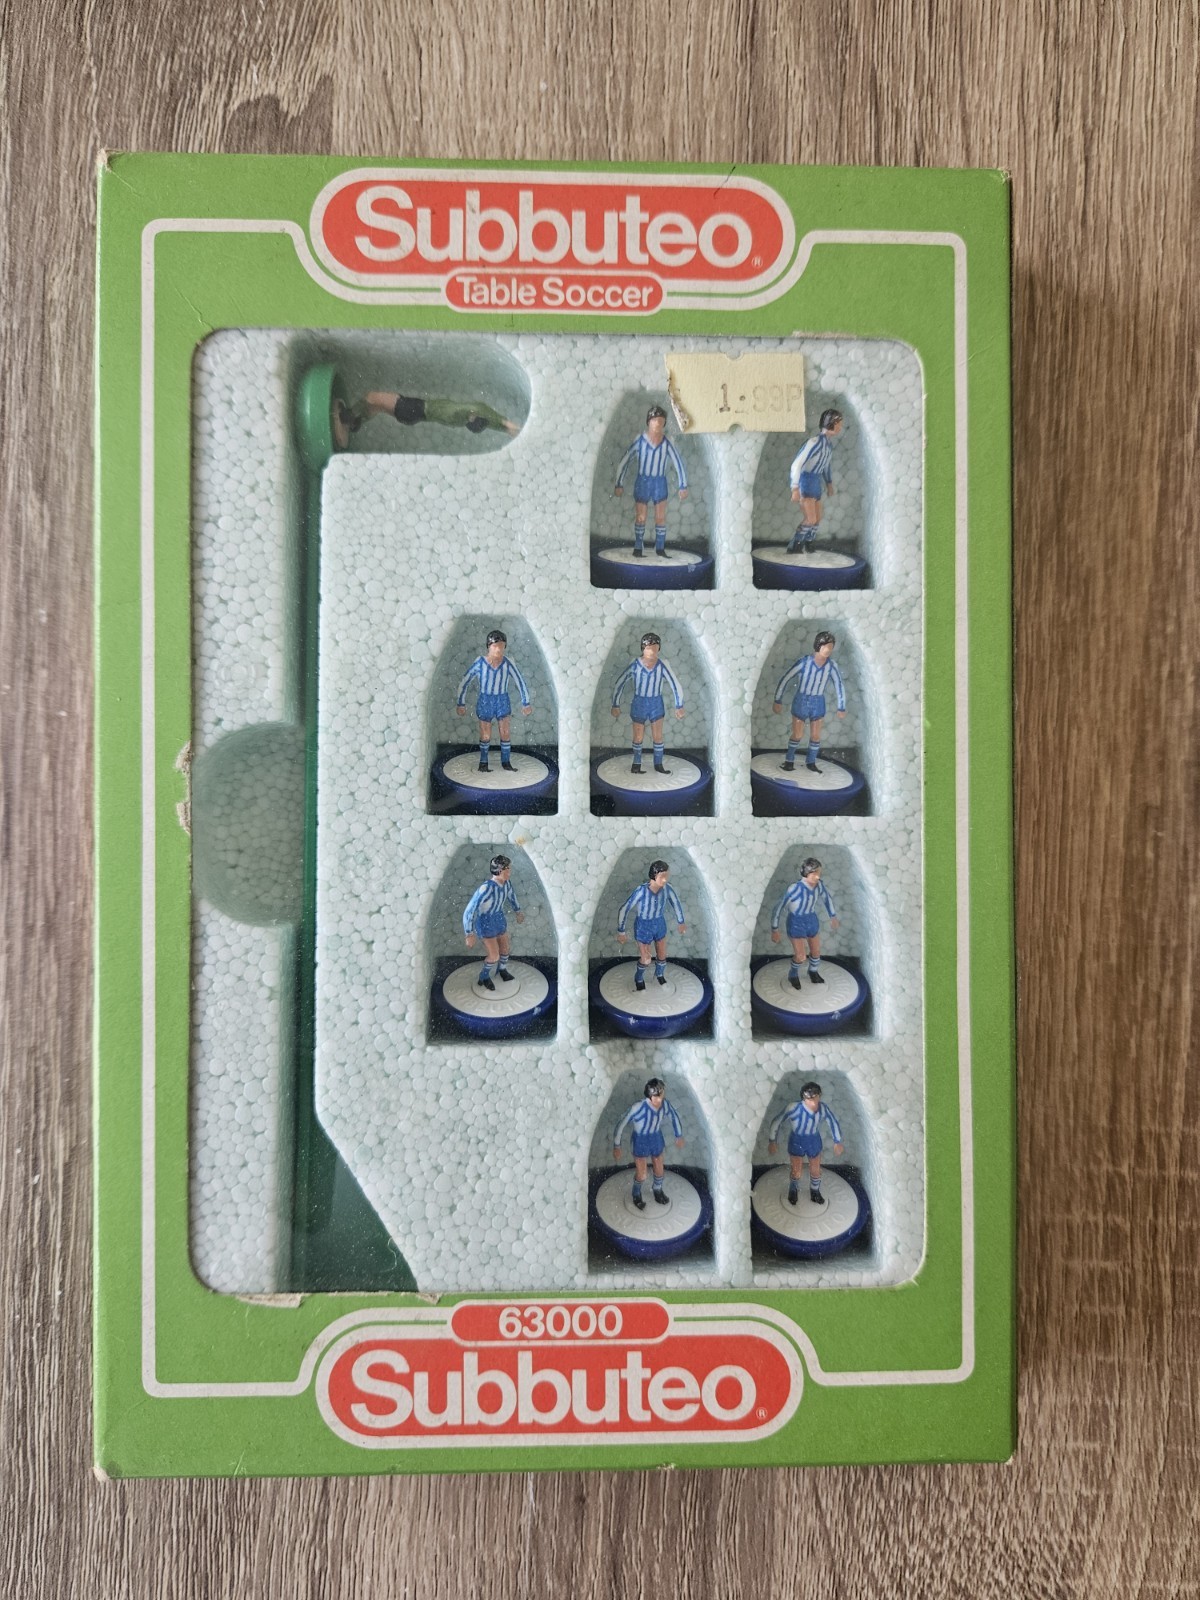 Subbuteo®
Table Soccer
1.99P
63000
Subbuteo®